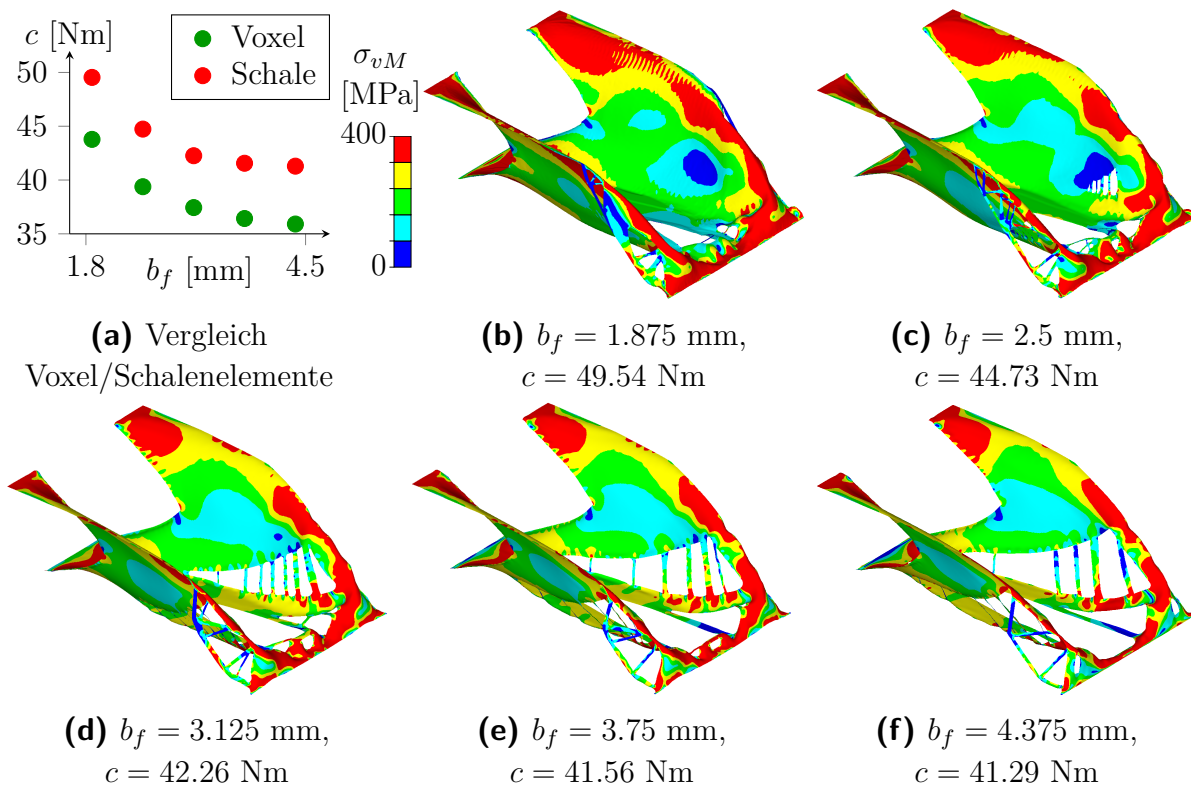 c [Nm]
50
45
40
35
1.8
b_f [mm]
4.5
Voxel
Schale
σ_vM
[MPa]
400
0
(a) Vergleich
Voxel/Schalenelemente
(b) b_f = 1.875 mm,
c = 49.54 Nm
(c) b_f = 2.5 mm,
c = 44.73 Nm
(d) b_f = 3.125 mm,
c = 42.26 Nm
(e) b_f = 3.75 mm,
c = 41.56 Nm
(f) b_f = 4.375 mm,
c = 41.29 Nm